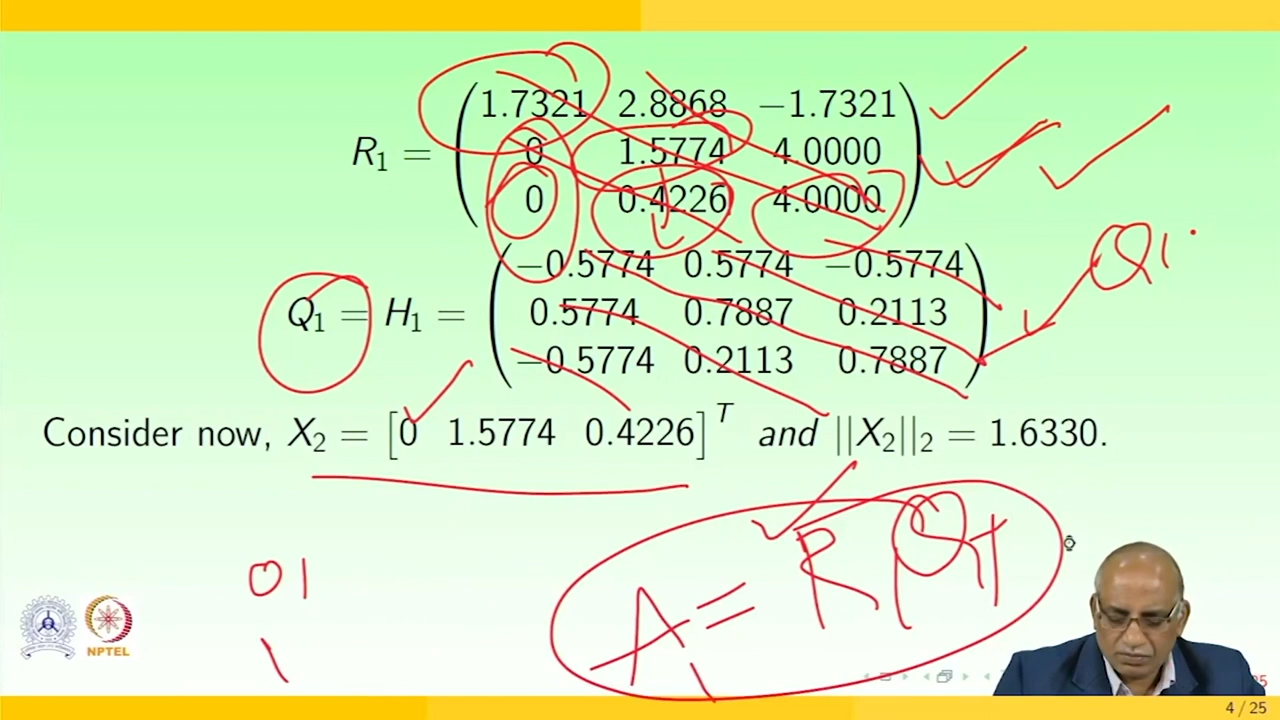 R₁ = (1.7321 2.8868 −1.7321
0 1.5774 4.0000
0 0.4226 4.0000)
Q₁ = H₁ = (−0.5774 0.5774 −0.5774
0.5774 0.7887 0.2113
−0.5774 0.2113 0.7887)
Q1
Consider now, X₂ = [0 1.5774 0.4226]ᵀ and ||X₂||₂ = 1.6330.
A₁ = R₁Q₁
01
1
NPTEL
4 / 25